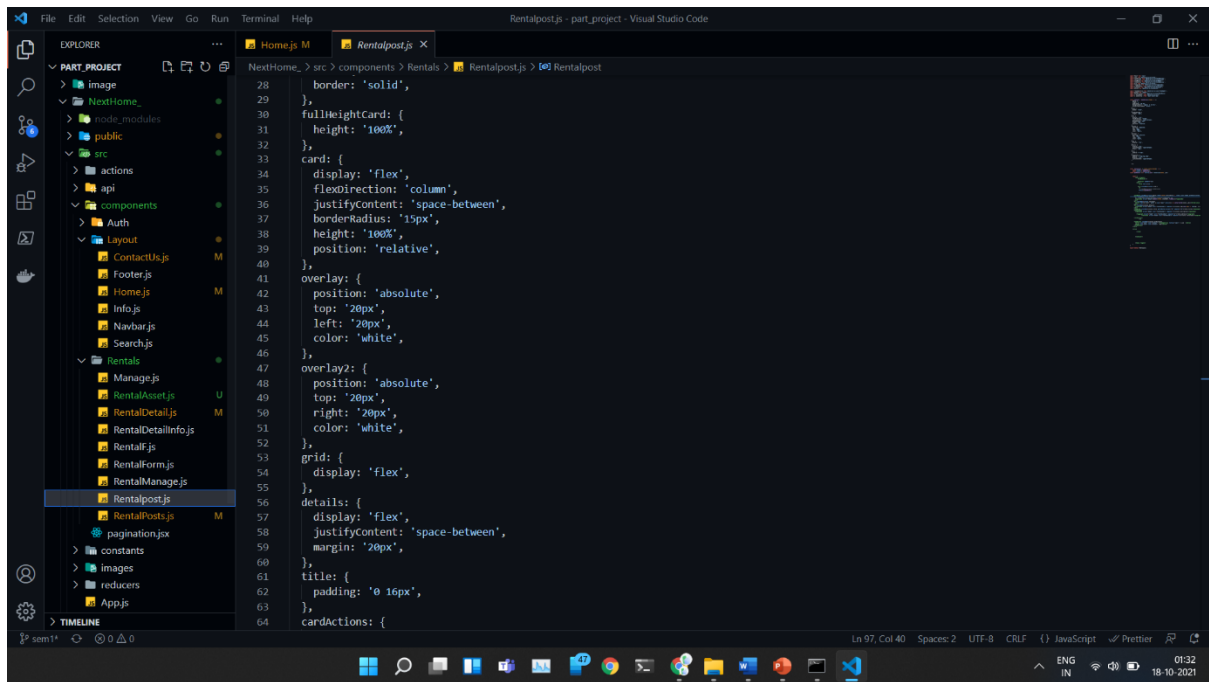 File Edit Selection View Go Run Terminal Help Rentalpost.js - part_project - Visual Studio Code
EXPLORER
PART_PROJECT
image
NextHome_
node_modules
public
src
actions
api
components
Auth
Layout
ContactUs.js M
Footer.js
Home.js M
Info.js
Navbar.js
Search.js
Rentals
Manage.js
RentalAsset.js U
RentalDetail.js M
RentalDetailInfo.js
RentalF.js
RentalForm.js
RentalManage.js
Rentalpost.js
RentalPosts.js M
pagination.jsx
constants
images
reducers
App.js
TIMELINE
Home.js M Rentalpost.js
NextHome_ > src > components > Rentals > Rentalpost.js > Rentalpost
28 border: 'solid',
29 },
30 fullHeightCard: {
31 height: '100%',
32 },
33 card: {
34 display: 'flex',
35 flexDirection: 'column',
36 justifyContent: 'space-between',
37 borderRadius: '15px',
38 height: '100%',
39 position: 'relative',
40 },
41 overlay: {
42 position: 'absolute',
43 top: '20px',
44 left: '20px',
45 color: 'white',
46 },
47 overlay2: {
48 position: 'absolute',
49 top: '20px',
50 right: '20px',
51 color: 'white',
52 },
53 grid: {
54 display: 'flex',
55 },
56 details: {
57 display: 'flex',
58 justifyContent: 'space-between',
59 margin: '20px',
60 },
61 title: {
62 padding: '0 16px',
63 },
64 cardActions: {
sem1* 0 0 Ln 97, Col 40 Spaces: 2 UTF-8 CRLF {} JavaScript Prettier
47
ENG
IN
01:32
18-10-2021